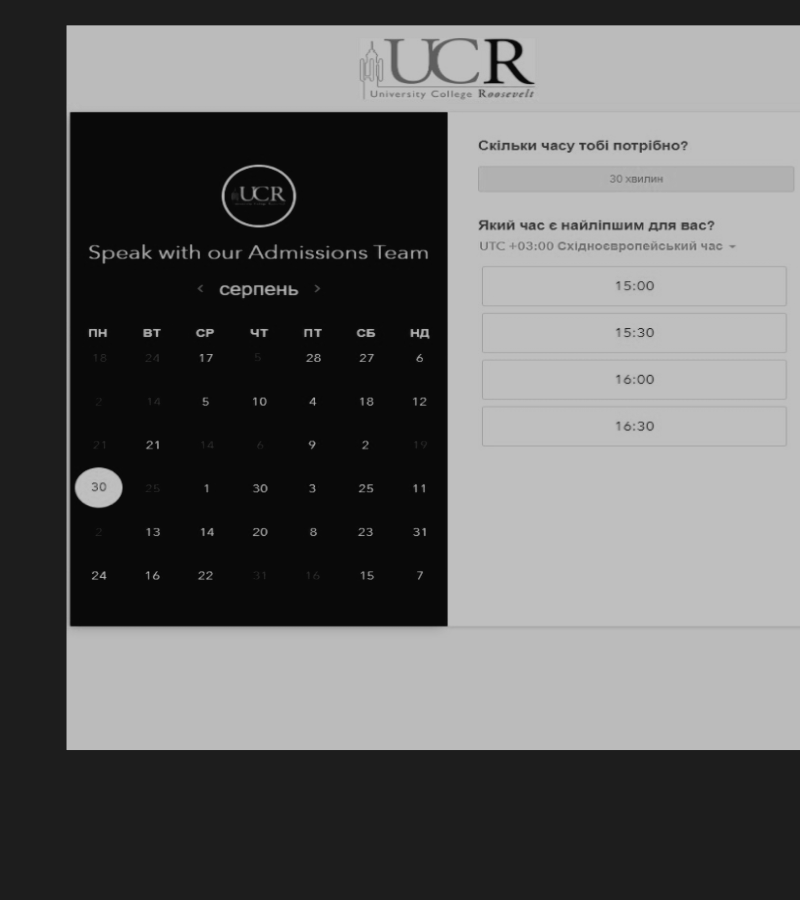 UCR
University College Roosevelt
UCR
Speak with our Admissions Team
< серпень >
ПН ВТ СР ЧТ ПТ СБ НД
18 24 17 5 28 27 6
2 14 5 10 4 18 12
21 21 14 6 9 2 19
30 25 1 30 3 25 11
2 13 14 20 8 23 31
24 16 22 31 16 15 7
Скільки часу тобі потрібно?
30 хвилин
Який час є найліпшим для вас?
UTC +03:00 Східноєвропейський час
15:00
15:30
16:00
16:30